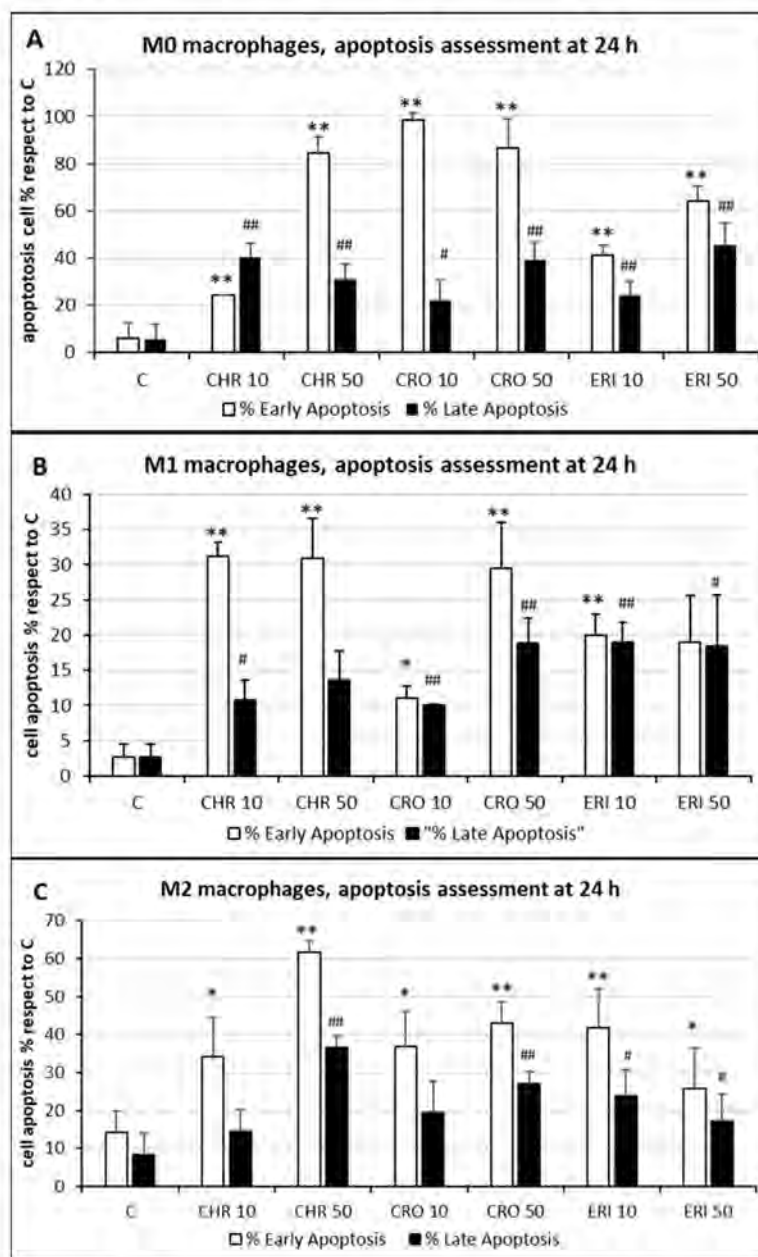 A
M0 macrophages, apoptosis assessment at 24 h
apoptotosis cell % respect to C
120
100
80
60
40
20
0
** ** ** ** ** **
## ## # ## ## ##
C CHR 10 CHR 50 CRO 10 CRO 50 ERI 10 ERI 50
% Early Apoptosis % Late Apoptosis
B
M1 macrophages, apoptosis assessment at 24 h
cell apoptosis % respect to C
40
35
30
25
20
15
10
5
0
** ** * ** **
# ## ## ## #
C CHR 10 CHR 50 CRO 10 CRO 50 ERI 10 ERI 50
% Early Apoptosis "% Late Apoptosis"
C
M2 macrophages, apoptosis assessment at 24 h
cell apoptosis % respect to C
70
60
50
40
30
20
10
0
* ** * ** ** *
## ## # #
C CHR 10 CHR 50 CRO 10 CRO 50 ERI 10 ERI 50
% Early Apoptosis % Late Apoptosis